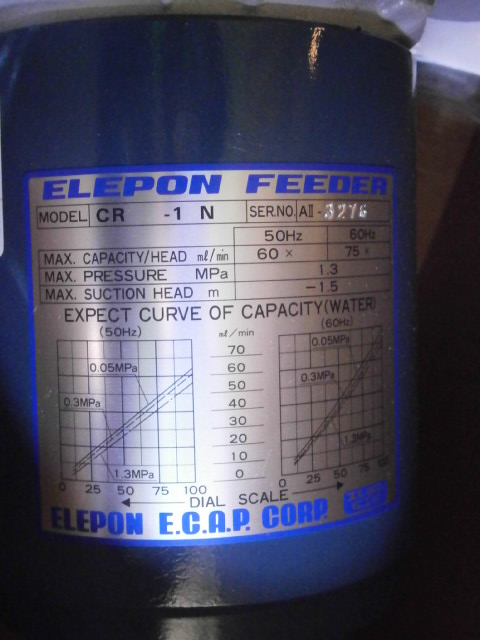 ELEPON FEEDER
MODEL CR -1 N SER.NO. AII-3276
50Hz 60Hz
MAX. CAPACITY/HEAD ml/min 60 × 75 ×
MAX. PRESSURE MPa 1.3
MAX. SUCTION HEAD m −1.5
EXPECT CURVE OF CAPACITY(WATER)
(50Hz) ml/min (60Hz)
70
60
50
40
30
20
10
0
0.05MPa
0.3MPa
1.3MPa
0.05MPa
0.3MPa
1.3MPa
0 25 50 75 100
0 25 50 75 100
DIAL SCALE
ELEPON E.C.A.P. CORP.